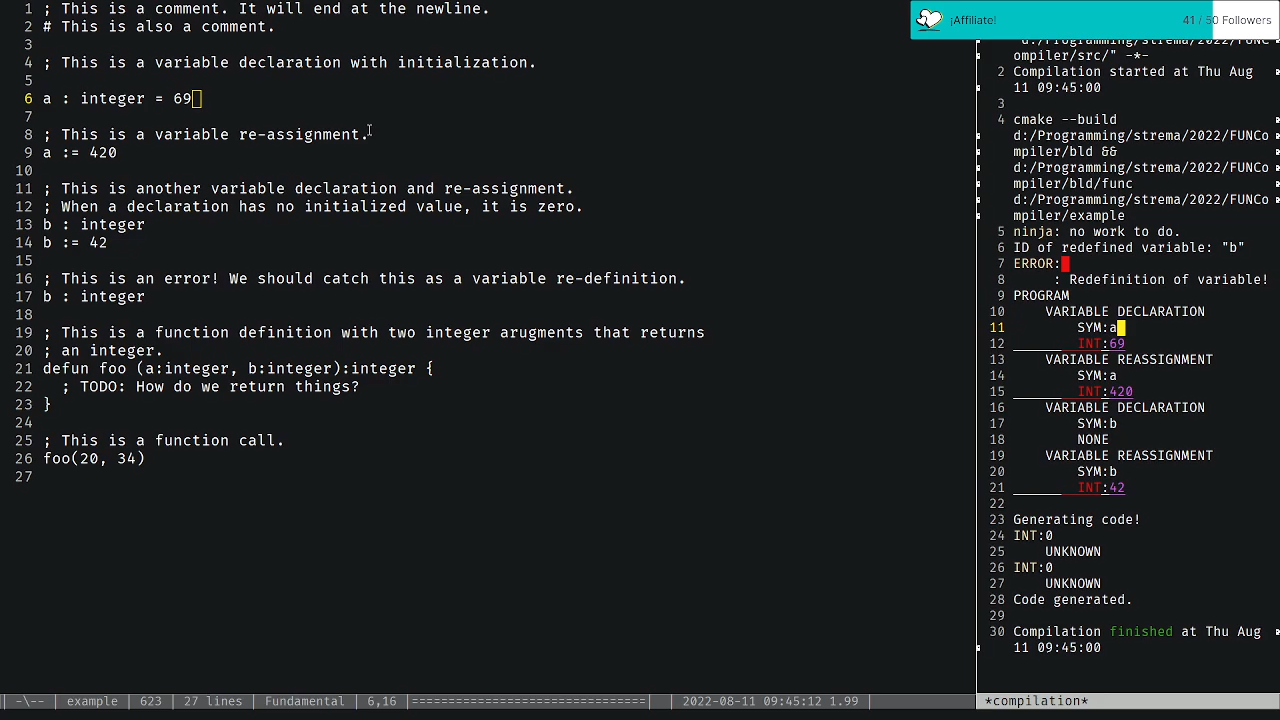 1 ; This is a comment. It will end at the newline.
2 # This is also a comment.
3
4 ; This is a variable declaration with initialization.
5
6 a : integer = 69
7
8 ; This is a variable re-assignment.
9 a := 420
10
11 ; This is another variable declaration and re-assignment.
12 ; When a declaration has no initialized value, it is zero.
13 b : integer
14 b := 42
15
16 ; This is an error! We should catch this as a variable re-definition.
17 b : integer
18
19 ; This is a function definition with two integer arugments that returns
20 ; an integer.
21 defun foo (a:integer, b:integer):integer {
22   ; TODO: How do we return things?
23 }
24
25 ; This is a function call.
26 foo(20, 34)
27
-\-- example 623 27 lines Fundamental 6,16 ============================== 2022-08-11 09:45:12 1.99
¡Affiliate! 41 / 50 Followers
d:/Programming/strema/2022/FUNC
ompiler/src/" -*-
2 Compilation started at Thu Aug
11 09:45:00
3
4 cmake --build
d:/Programming/strema/2022/FUNCo
mpiler/bld &&
d:/Programming/strema/2022/FUNCo
mpiler/bld/func
d:/Programming/strema/2022/FUNCo
mpiler/example
5 ninja: no work to do.
6 ID of redefined variable: "b"
7 ERROR:
8 : Redefinition of variable!
9 PROGRAM
10 VARIABLE DECLARATION
11 SYM:a
12 INT:69
13 VARIABLE REASSIGNMENT
14 SYM:a
15 INT:420
16 VARIABLE DECLARATION
17 SYM:b
18 NONE
19 VARIABLE REASSIGNMENT
20 SYM:b
21 INT:42
22
23 Generating code!
24 INT:0
25 UNKNOWN
26 INT:0
27 UNKNOWN
28 Code generated.
29
30 Compilation finished at Thu Aug
11 09:45:00
*compilation*